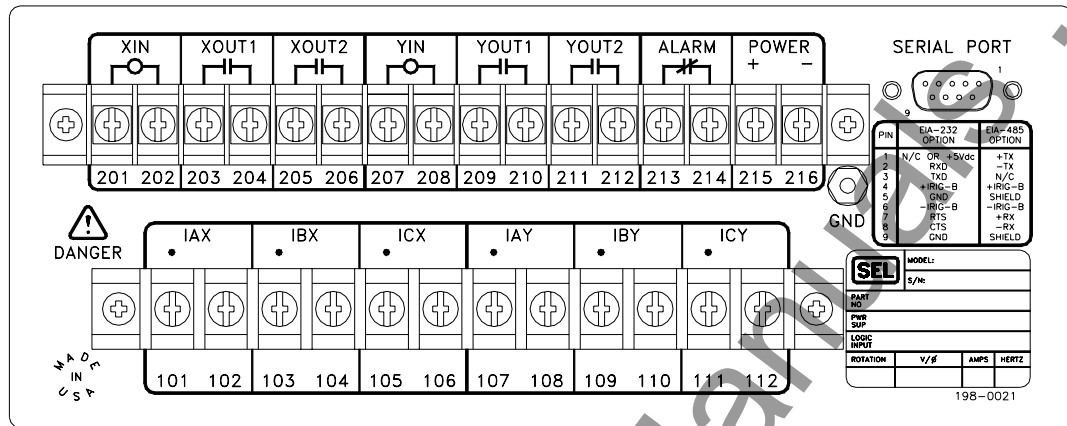 XIN XOUT1 XOUT2 YIN YOUT1 YOUT2 ALARM POWER
+ −
201 202 203 204 205 206 207 208 209 210 211 212 213 214 215 216
SERIAL PORT
1
9
PIN EIA-232 OPTION EIA-485 OPTION
1 N/C OR +5Vdc +TX
2 RXD −TX
3 TXD N/C
4 +IRIG-B +IRIG-B
5 GND SHIELD
6 −IRIG-B −IRIG-B
7 RTS +RX
8 CTS −RX
9 GND SHIELD
GND
DANGER
IAX IBX ICX IAY IBY ICY
101 102 103 104 105 106 107 108 109 110 111 112
MADE
IN
USA
SEL
MODEL:
S/N:
PART
NO
PWR
SUP
LOGIC
INPUT
ROTATION V/Ø AMPS HERTZ
198-0021